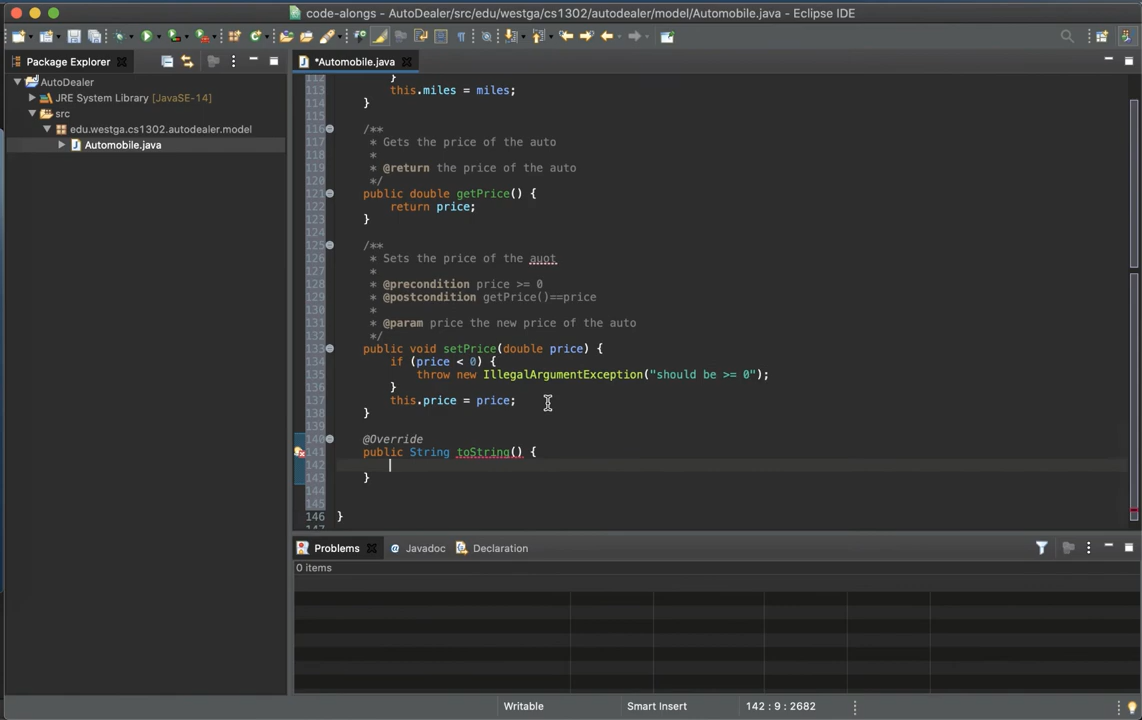 code-alongs - AutoDealer/src/edu/westga/cs1302/autodealer/model/Automobile.java - Eclipse IDE
Package Explorer
*Automobile.java
AutoDealer
JRE System Library [JavaSE-14]
src
edu.westga.cs1302.autodealer.model
Automobile.java
112 }
113 this.miles = miles;
114 }
115
116 /**
117 * Gets the price of the auto
118 *
119 * @return the price of the auto
120 */
121 public double getPrice() {
122 return price;
123 }
124
125 /**
126 * Sets the price of the auot
127 *
128 * @precondition price >= 0
129 * @postcondition getPrice()==price
130 *
131 * @param price the new price of the auto
132 */
133 public void setPrice(double price) {
134 if (price < 0) {
135 throw new IllegalArgumentException("should be >= 0");
136 }
137 this.price = price;
138 }
139
140 @Override
141 public String toString() {
142
143 }
144
145
146 }
147
Problems
Javadoc
Declaration
0 items
Writable
Smart Insert
142 : 9 : 2682